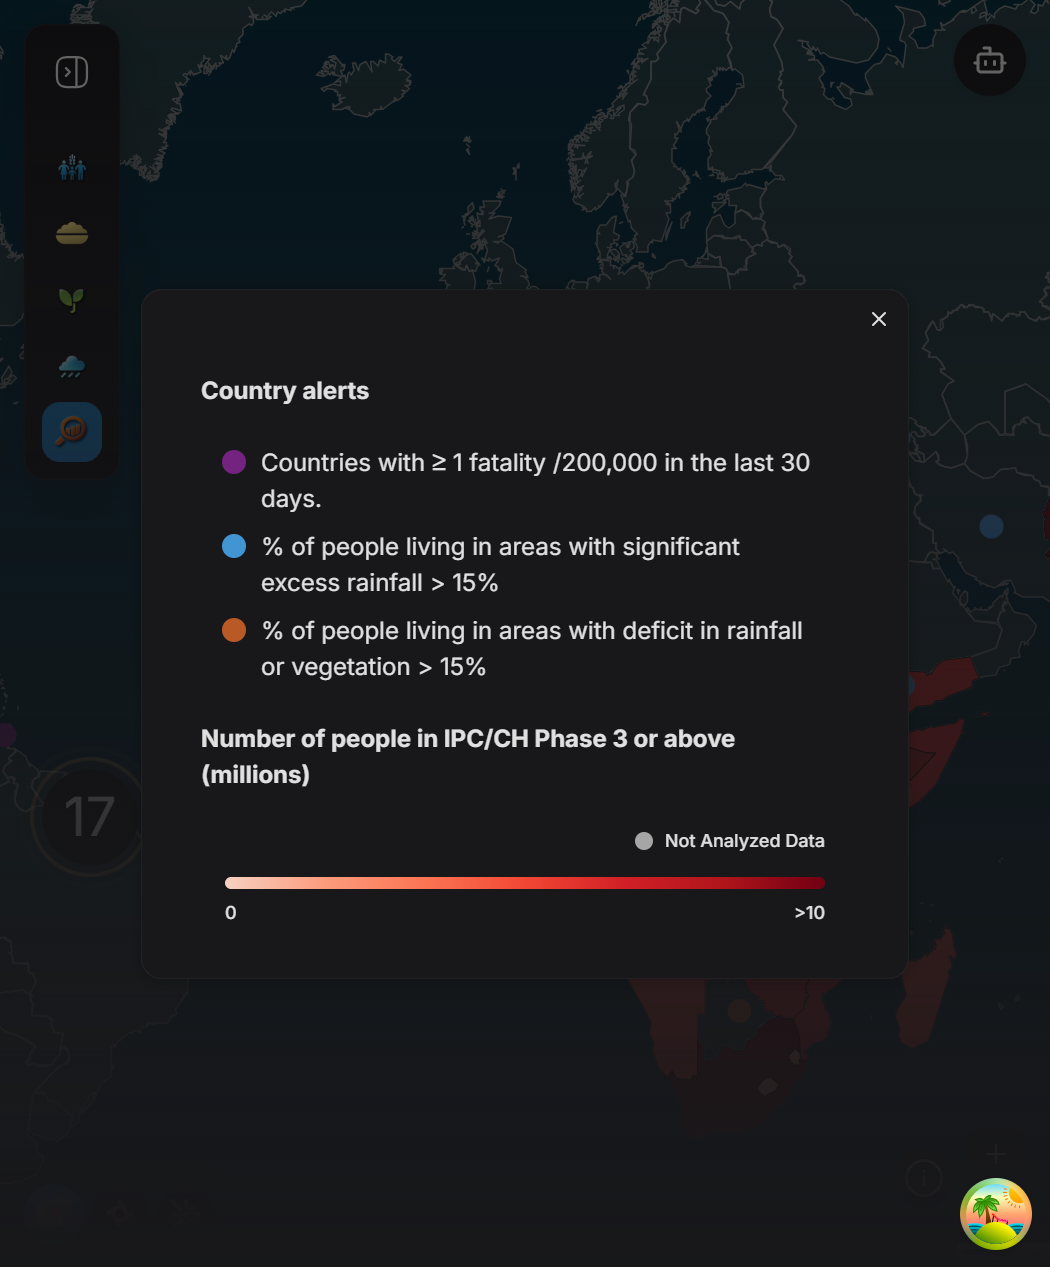 Country alerts
Countries with ≥ 1 fatality /200,000 in the last 30
days.
% of people living in areas with significant
excess rainfall > 15%
% of people living in areas with deficit in rainfall
or vegetation > 15%
Number of people in IPC/CH Phase 3 or above
(millions)
17
Not Analyzed Data
0
>10